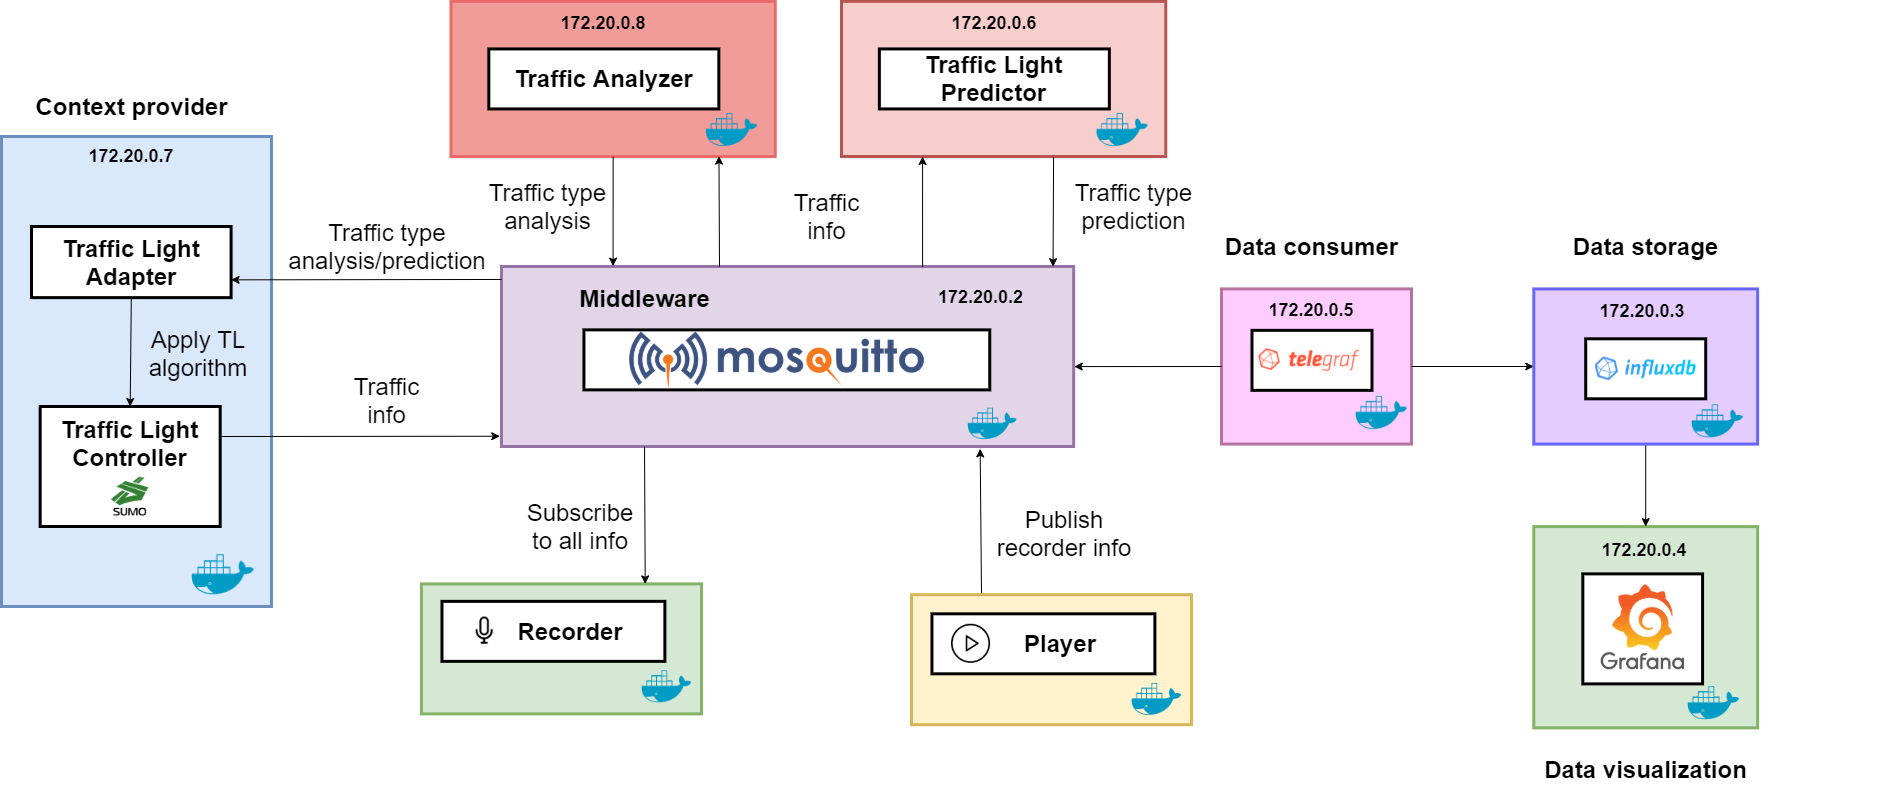 172.20.0.8
Traffic Analyzer
172.20.0.6
Traffic Light
Predictor
Context provider
172.20.0.7
Traffic Light
Adapter
Apply TL
algorithm
Traffic Light
Controller
SUMO
Traffic type
analysis/prediction
Traffic
info
Traffic type
analysis
Traffic
info
Traffic type
prediction
Middleware
172.20.0.2
mosquitto
Data consumer
172.20.0.5
telegraf
Data storage
172.20.0.3
influxdb
Subscribe
to all info
Recorder
Publish
recorder info
Player
172.20.0.4
Grafana
Data visualization